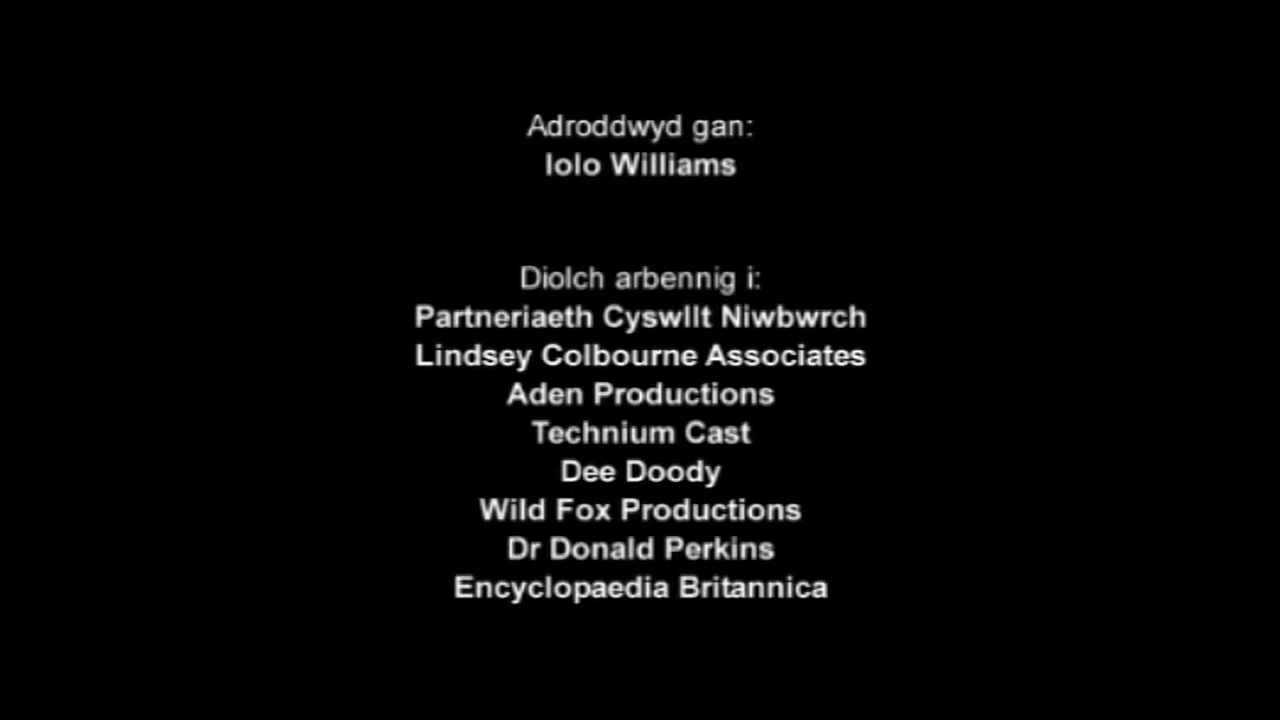 Adroddwyd gan:
Iolo Williams
Diolch arbennig i:
Partneriaeth Cyswllt Niwbwrch
Lindsey Colbourne Associates
Aden Productions
Technium Cast
Dee Doody
Wild Fox Productions
Dr Donald Perkins
Encyclopaedia Britannica